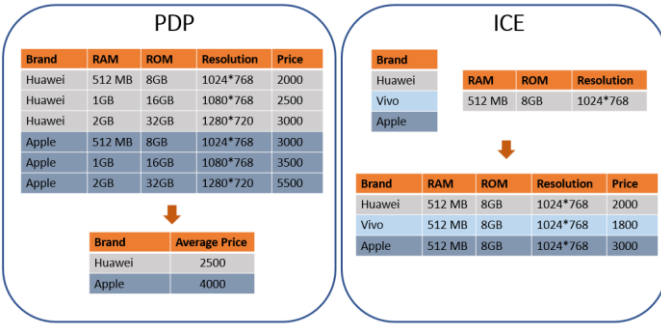 PDP
Brand RAM ROM Resolution Price
Huawei 512 MB 8GB 1024*768 2000
Huawei 1GB 16GB 1080*768 2500
Huawei 2GB 32GB 1280*720 3000
Apple 512 MB 8GB 1024*768 3000
Apple 1GB 16GB 1080*768 3500
Apple 2GB 32GB 1280*720 5500
Brand Average Price
Huawei 2500
Apple 4000
ICE
Brand
Huawei
Vivo
Apple
RAM ROM Resolution
512 MB 8GB 1024*768
Brand RAM ROM Resolution Price
Huawei 512 MB 8GB 1024*768 2000
Vivo 512 MB 8GB 1024*768 1800
Apple 512 MB 8GB 1024*768 3000